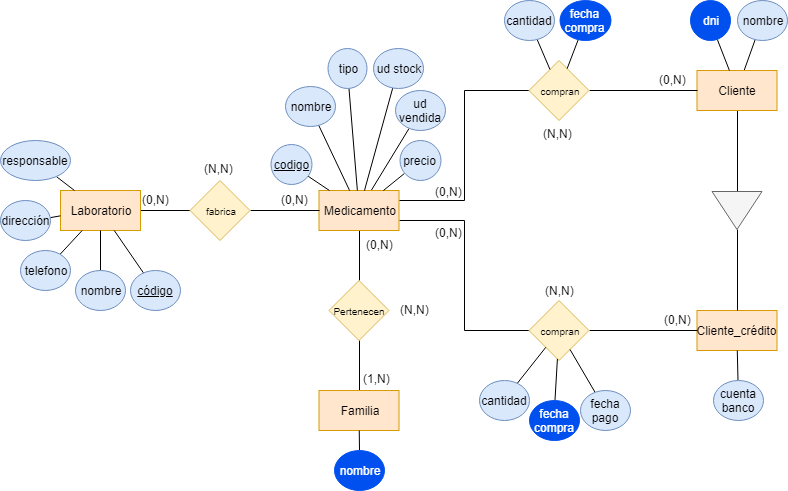 cantidad
fecha
compra
dni
nombre
tipo
ud stock
nombre
ud
vendida
codigo
precio
compran
(0,N)
Cliente
(N,N)
responsable
(N,N)
(0,N)
Laboratorio
(0,N)
fabrica
(0,N)
Medicamento
(0,N)
dirección
(0,N)
(0,N)
telefono
nombre
código
Pertenecen
(N,N)
(N,N)
compran
(0,N)
Cliente_crédito
(1,N)
Familia
cantidad
fecha
compra
fecha
pago
cuenta
banco
nombre